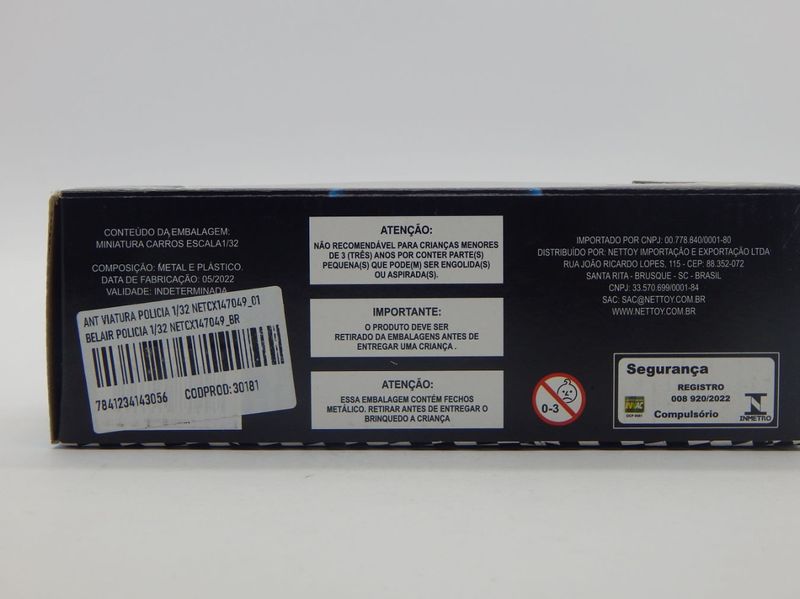 CONTEÚDO DA EMBALAGEM:
MINIATURA CARROS ESCALA1/32
COMPOSIÇÃO: METAL E PLÁSTICO.
DATA DE FABRICAÇÃO: 05/2022
VALIDADE: INDETERMINADA
ANT VIATURA POLICIA 1/32 NETCX147049_01
BELAIR POLICIA 1/32 NETCX147049_BR
7841234143056 CODPROD:30181
ATENÇÃO:
NÃO RECOMENDÁVEL PARA CRIANÇAS MENORES
DE 3 (TRÊS) ANOS POR CONTER PARTE(S)
PEQUENA(S) QUE PODE(M) SER ENGOLIDA(S)
OU ASPIRADA(S).
IMPORTANTE:
O PRODUTO DEVE SER
RETIRADO DA EMBALAGENS ANTES DE
ENTREGAR UMA CRIANÇA .
ATENÇÃO:
ESSA EMBALAGEM CONTÉM FECHOS
METÁLICO. RETIRAR ANTES DE ENTREGAR O
BRINQUEDO A CRIANÇA
0-3
IMPORTADO POR CNPJ: 00.778.640/0001-80
DISTRIBUÍDO POR: NETTOY IMPORTAÇÃO E EXPORTAÇÃO LTDA
RUA JOÃO RICARDO LOPES, 115 - CEP: 88.352-072
SANTA RITA - BRUSQUE - SC - BRASIL
CNPJ: 33.570 699/0001-84
SAC: SAC@NETTOY.COM.BR
WWW.NETTOY.COM.BR
Segurança
REGISTRO
008 920/2022
Compulsório
INMETRO